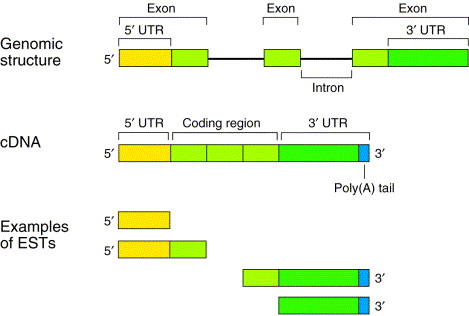 Exon Exon Exon
5′ UTR 3′ UTR
Genomic
structure
5′
Intron
5′ UTR Coding region 3′ UTR
cDNA
5′ 3′
Poly(A) tail
Examples
of ESTs
5′
5′
3′
3′